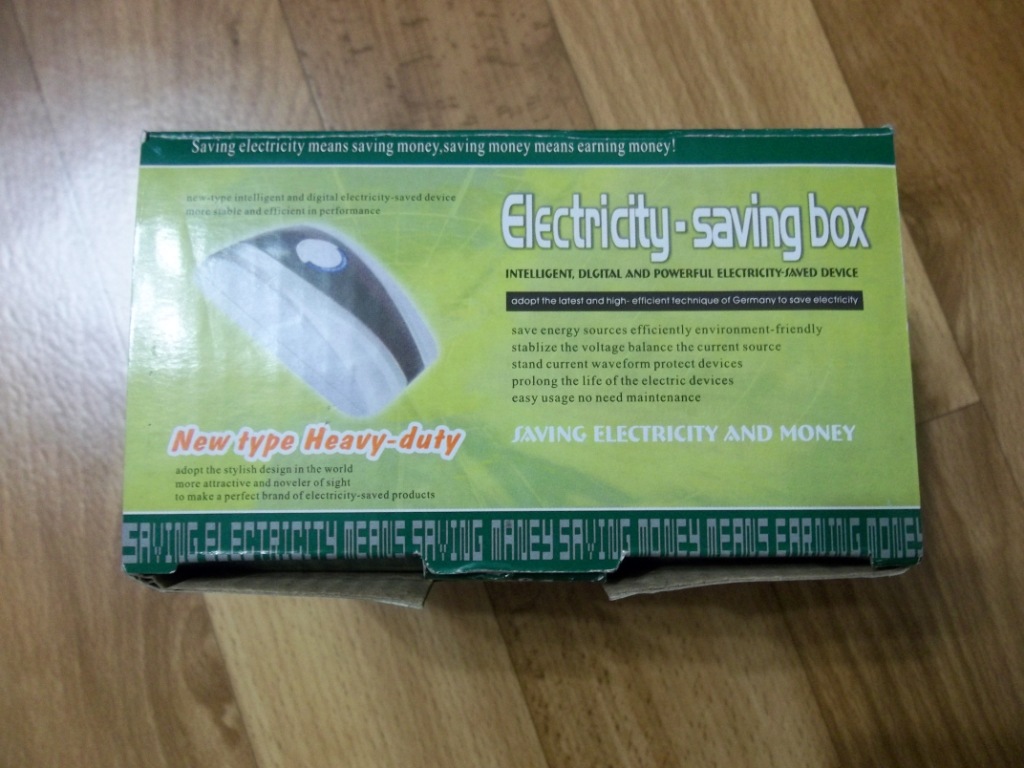 Saving electricity means saving money,saving money means earning money!
new-type intelligent and digital electricity-saved device
more stable and efficient in performance
Electricity-saving box
INTELLIGENT, DLGITAL AND POWERFUL ELECTRICITY-SAVED DEVICE
adopt the latest and high- efficient technique of Germany to save electricity
save energy sources efficiently environment-friendly
stablize the voltage balance the current source
stand current waveform protect devices
prolong the life of the electric devices
easy usage no need maintenance
SAVING ELECTRICITY AND MONEY
New type Heavy-duty
adopt the stylish design in the world
more attractive and noveler of sight
to make a perfect brand of electricity-saved products
SAVING ELECTRICITY MEANS SAVING MANEY SAVING MONEY MEANS EARNING MONEY